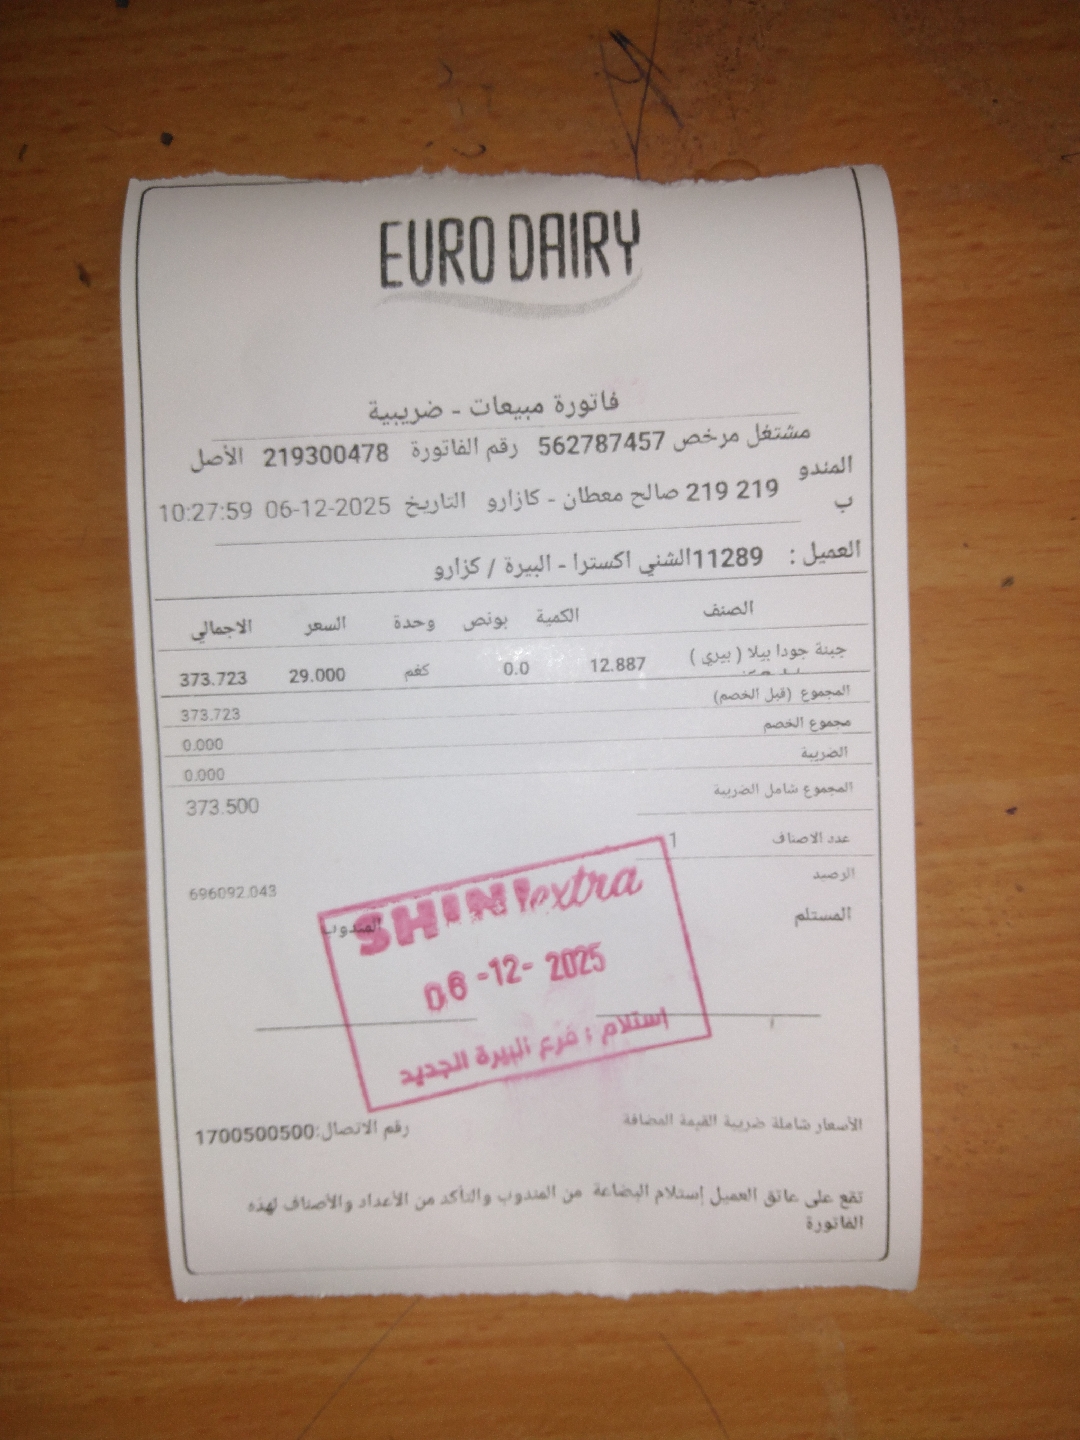 EURO DAIRY
فاتورة مبيعات - ضريبية
مشتغل مرخص 562787457 رقم الفاتورة 219300478 الأصل
المندوب 219 219 صالح معطان - كازارو التاريخ 06-12-2025 10:27:59
العميل : 11289الشني اكسترا - البيرة / كزارو
الصنف الكمية بونص وحدة السعر الاجمالي
جبنة جودا بيلا ( بيري ) 12.887 0.0 كغم 29.000 373.723
المجموع (قبل الخصم) 373.723
مجموع الخصم 0.000
الضريبة 0.000
المجموع شامل الضريبة 373.500
عدد الاصناف 1
الرصيد 696092.043
المستلم المندوب
SHINI extra
06-12-2025
إستلام : فرع البيرة الجديد
الأسعار شاملة ضريبة القيمة المضافة رقم الاتصال:1700500500
تقع على عاتق العميل إستلام البضاعة من المندوب والتأكد من الأعداد والأصناف لهذه
الفاتورة